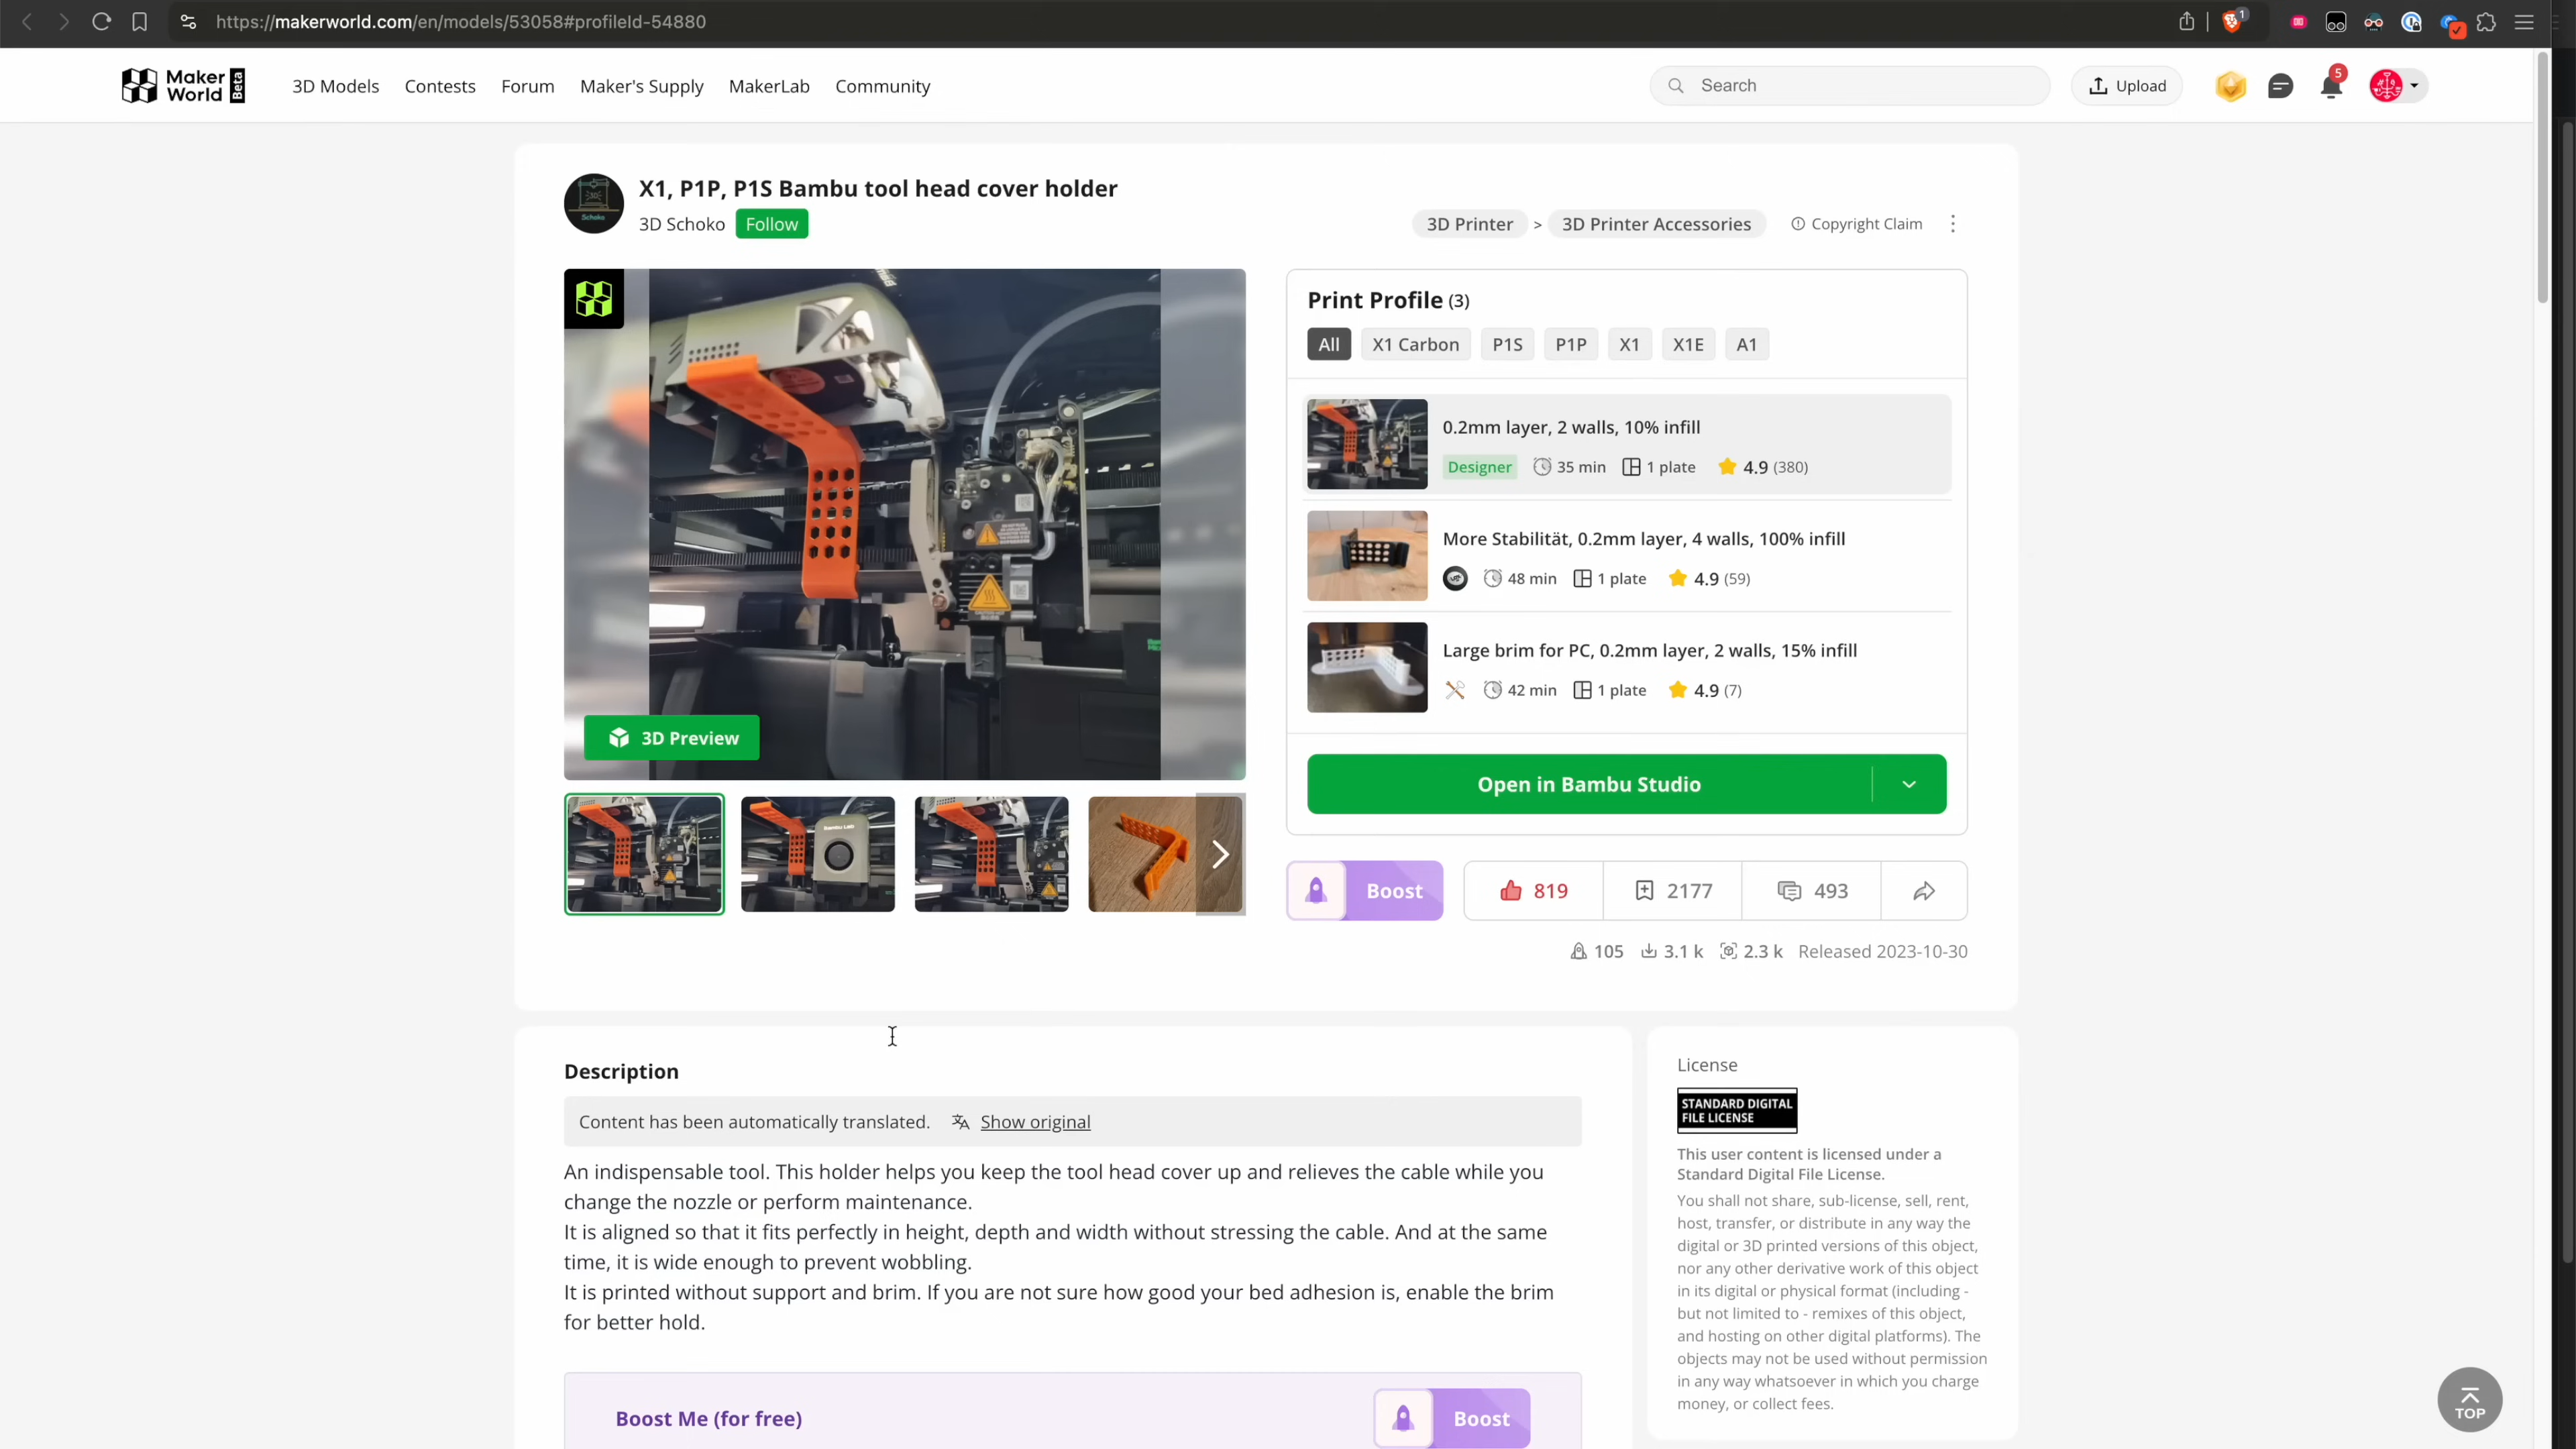 https://makerworld.com/en/models/53058#profileId-54880
1
Maker
World
Beta
3D Models
Contests
Forum
Maker's Supply
MakerLab
Community
Search
Upload
5
X1, P1P, P1S Bambu tool head cover holder
Schoko
3D Schoko
Follow
3D Printer > 3D Printer Accessories
Copyright Claim
3D Preview
Bambu Lab
Print Profile (3)
All
X1 Carbon
P1S
P1P
X1
X1E
A1
0.2mm layer, 2 walls, 10% infill
Designer
35 min
1 plate
4.9 (380)
More Stabilität, 0.2mm layer, 4 walls, 100% infill
48 min
1 plate
4.9 (59)
Large brim for PC, 0.2mm layer, 2 walls, 15% infill
42 min
1 plate
4.9 (7)
Open in Bambu Studio
Boost
819
2177
493
105
3.1 k
2.3 k
Released 2023-10-30
Description
Content has been automatically translated.
Show original
An indispensable tool. This holder helps you keep the tool head cover up and relieves the cable while you
change the nozzle or perform maintenance.
It is aligned so that it fits perfectly in height, depth and width without stressing the cable. And at the same
time, it is wide enough to prevent wobbling.
It is printed without support and brim. If you are not sure how good your bed adhesion is, enable the brim
for better hold.
Boost Me (for free)
Boost
License
STANDARD DIGITAL
FILE LICENSE
This user content is licensed under a
Standard Digital File License.
You shall not share, sub-license, sell, rent,
host, transfer, or distribute in any way the
digital or 3D printed versions of this object,
nor any other derivative work of this object
in its digital or physical format (including -
but not limited to - remixes of this object,
and hosting on other digital platforms). The
objects may not be used without permission
in any way whatsoever in which you charge
money, or collect fees.
TOP